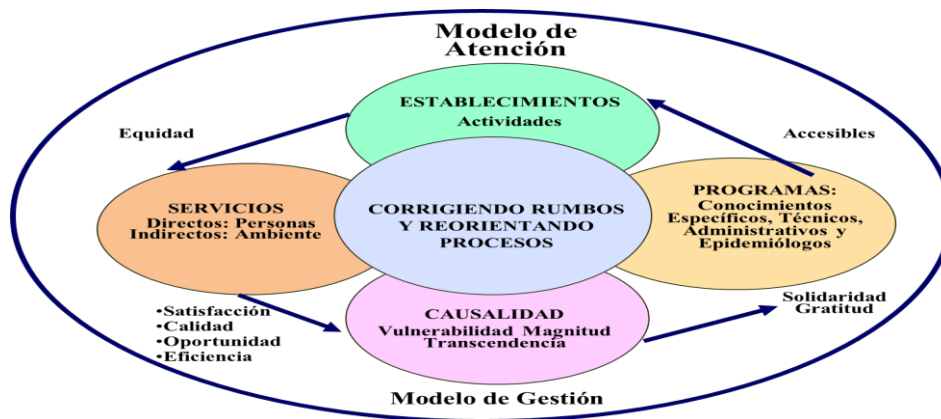 Modelo de
Atención
ESTABLECIMIENTOS
Actividades
Equidad
Accesibles
SERVICIOS
Directos: Personas
Indirectos: Ambiente
CORRIGIENDO RUMBOS
Y REORIENTANDO
PROCESOS
PROGRAMAS:
Conocimientos
Específicos, Técnicos,
Administrativos y
Epidemiólogos
•Satisfacción
•Calidad
•Oportunidad
•Eficiencia
CAUSALIDAD
Vulnerabilidad Magnitud
Transcendencia
Solidaridad
Gratitud
Modelo de Gestión